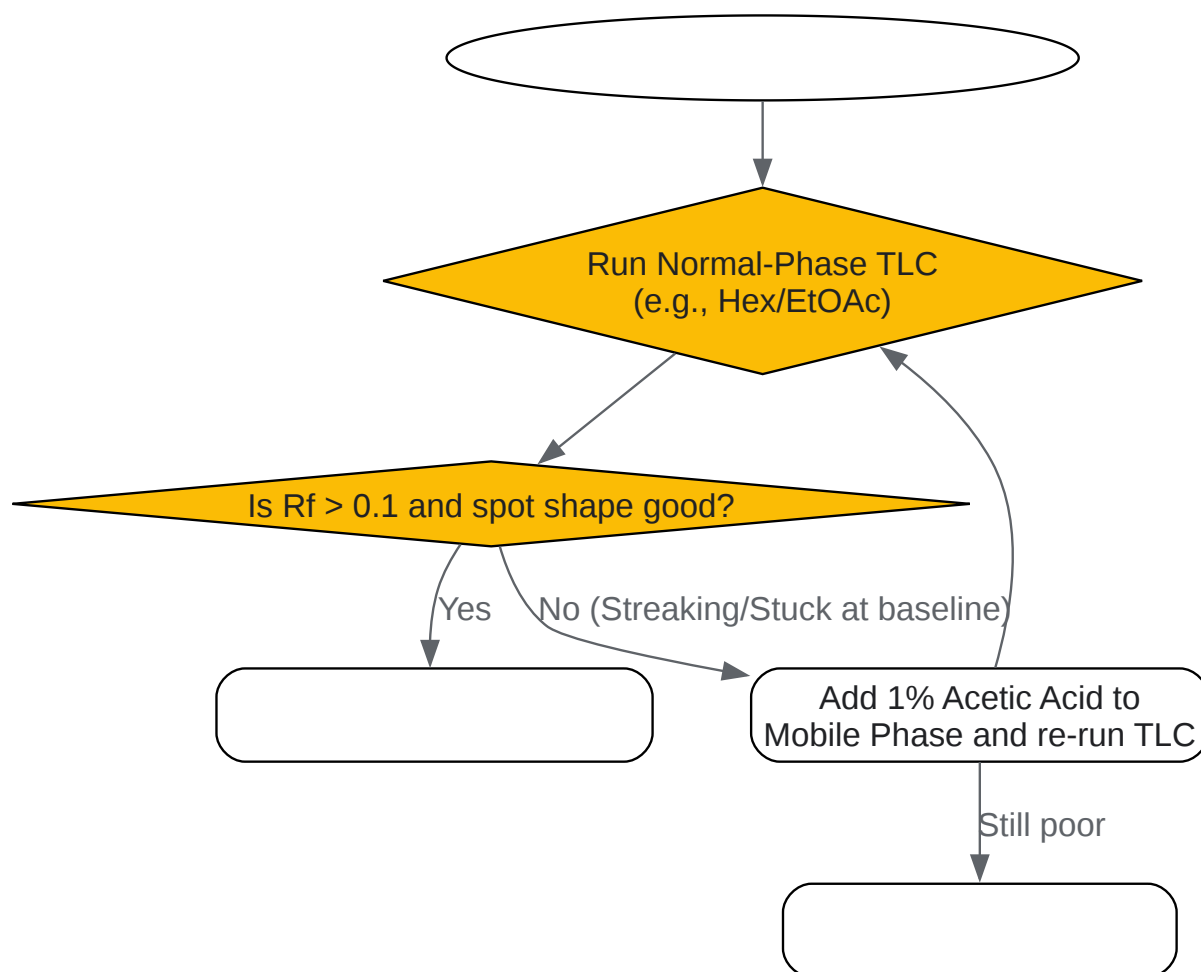 Run Normal-Phase TLC
(e.g., Hex/EtOAc)
Is Rf > 0.1 and spot shape good?
Yes
No (Streaking/Stuck at baseline)
Add 1% Acetic Acid to
Mobile Phase and re-run TLC
Still poor